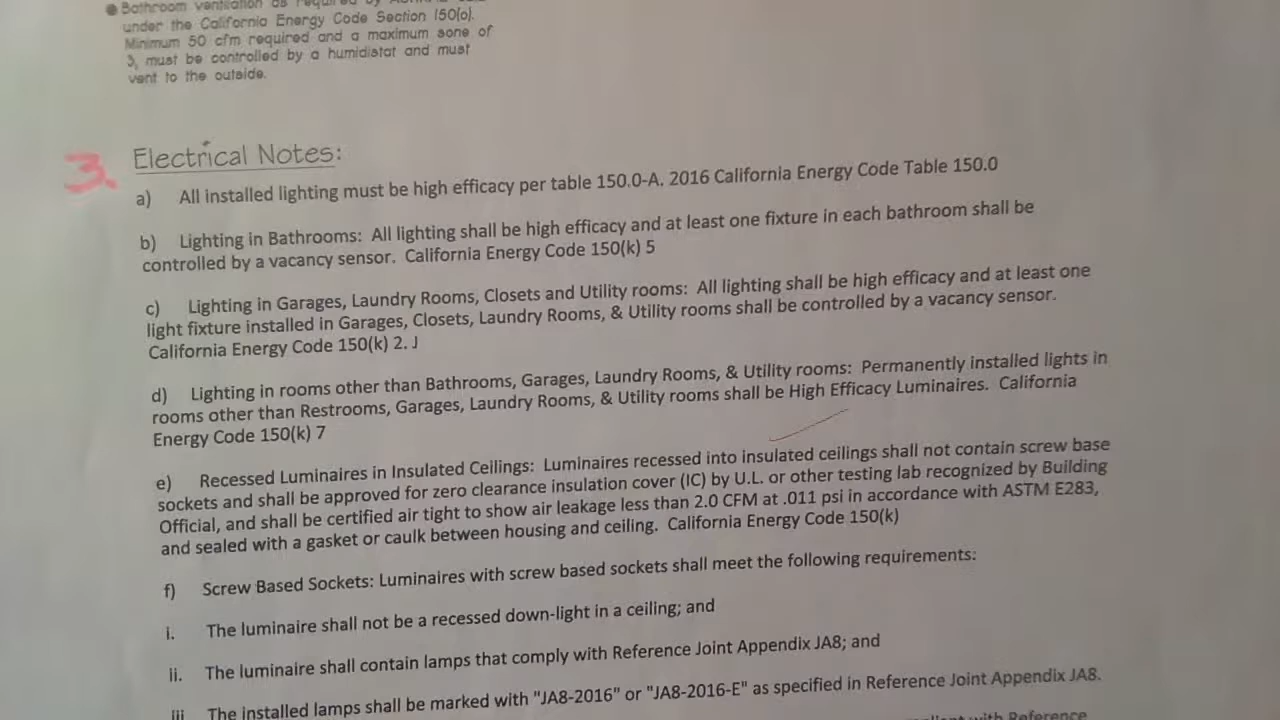 ● Bathroom ventilation as required by
under the California Energy Code Section 150(o).
Minimum 50 cfm required and a maximum sone of
3, must be controlled by a humidistat and must
vent to the outside.
3. Electrical Notes:
a) All installed lighting must be high efficacy per table 150.0-A. 2016 California Energy Code Table 150.0
b) Lighting in Bathrooms: All lighting shall be high efficacy and at least one fixture in each bathroom shall be
controlled by a vacancy sensor. California Energy Code 150(k) 5
c) Lighting in Garages, Laundry Rooms, Closets and Utility rooms: All lighting shall be high efficacy and at least one
light fixture installed in Garages, Closets, Laundry Rooms, & Utility rooms shall be controlled by a vacancy sensor.
California Energy Code 150(k) 2. J
d) Lighting in rooms other than Bathrooms, Garages, Laundry Rooms, & Utility rooms: Permanently installed lights in
rooms other than Restrooms, Garages, Laundry Rooms, & Utility rooms shall be High Efficacy Luminaires. California
Energy Code 150(k) 7
e) Recessed Luminaires in Insulated Ceilings: Luminaires recessed into insulated ceilings shall not contain screw base
sockets and shall be approved for zero clearance insulation cover (IC) by U.L. or other testing lab recognized by Building
Official, and shall be certified air tight to show air leakage less than 2.0 CFM at .011 psi in accordance with ASTM E283,
and sealed with a gasket or caulk between housing and ceiling. California Energy Code 150(k)
f) Screw Based Sockets: Luminaires with screw based sockets shall meet the following requirements:
i. The luminaire shall not be a recessed down-light in a ceiling; and
ii. The luminaire shall contain lamps that comply with Reference Joint Appendix JA8; and
iii The installed lamps shall be marked with "JA8-2016" or "JA8-2016-E" as specified in Reference Joint Appendix JA8.
with Reference